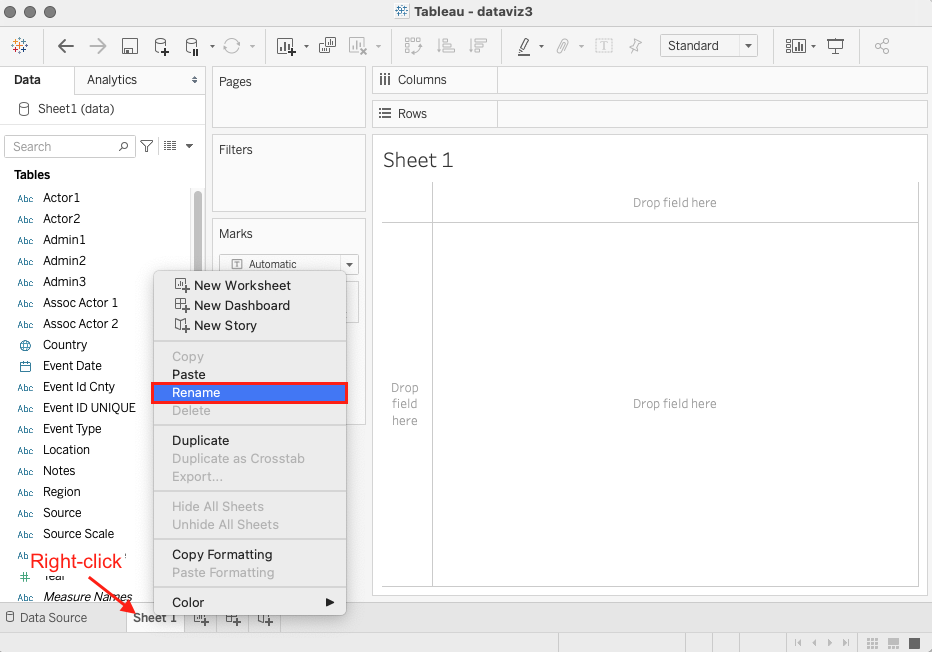 Tableau - dataviz3
Standard
Data
Analytics
Sheet1 (data)
Search
Tables
Abc Actor1
Abc Actor2
Abc Admin1
Abc Admin2
Abc Admin3
Abc Assoc Actor 1
Abc Assoc Actor 2
Country
Event Date
Abc Event Id Cnty
Abc Event ID UNIQUE
Abc Event Type
Abc Location
Abc Notes
Abc Region
Abc Source
Abc Source Scale
Right-click
Year
Abc Measure Names
Pages
Filters
Marks
Automatic
Columns
Rows
Sheet 1
Drop field here
Drop
field
here
Drop field here
New Worksheet
New Dashboard
New Story
Copy
Paste
Rename
Delete
Duplicate
Duplicate as Crosstab
Export...
Hide All Sheets
Unhide All Sheets
Copy Formatting
Paste Formatting
Color
Data Source
Sheet 1